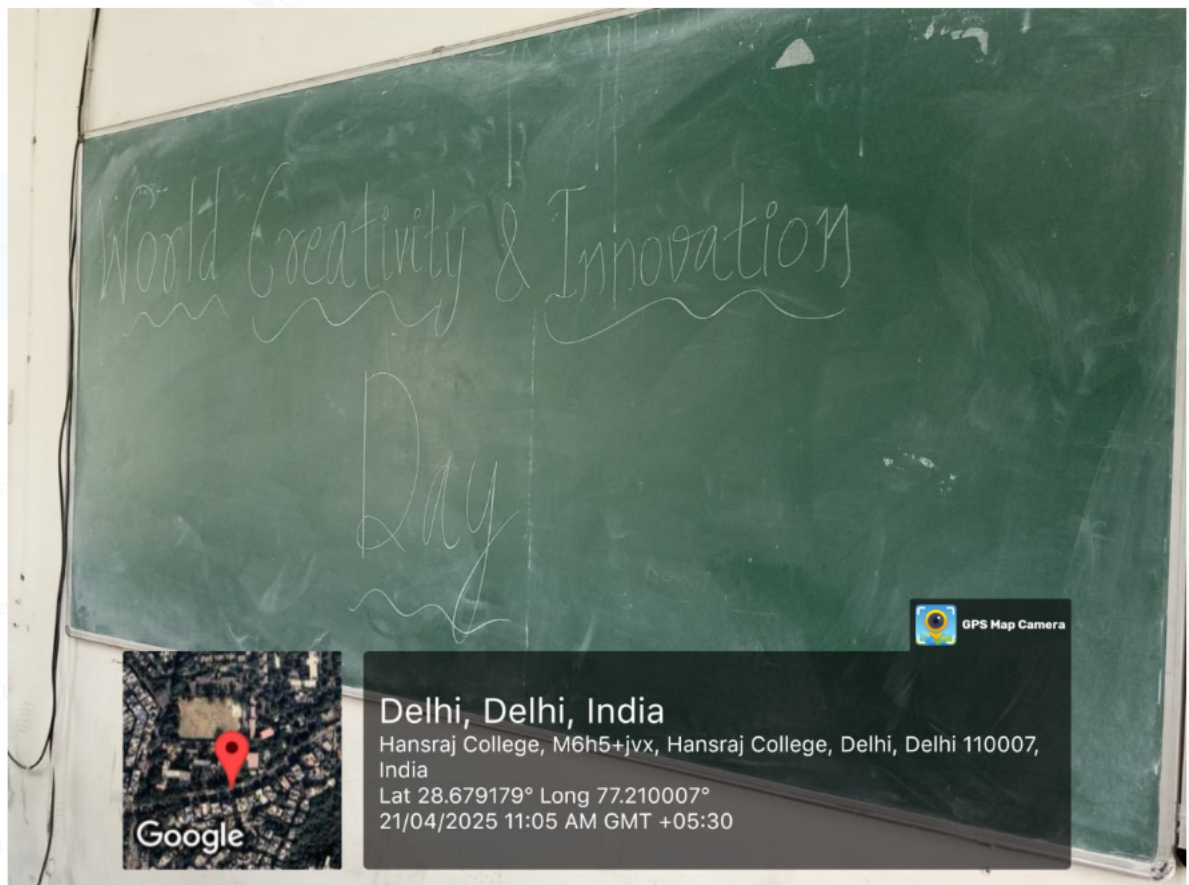 World Creativity & Innovation
Day
GPS Map Camera
Delhi, Delhi, India
Hansraj College, M6h5+jvx, Hansraj College, Delhi, Delhi 110007,
India
Lat 28.679179° Long 77.210007°
21/04/2025 11:05 AM GMT +05:30
Google